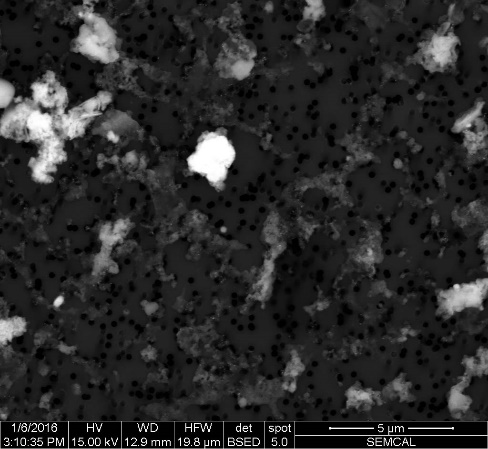 1/6/2016 HV WD HFW det spot 5 µm
3:10:35 PM 15.00 kV 12.9 mm 19.8 µm BSED 5.0 SEMCAL